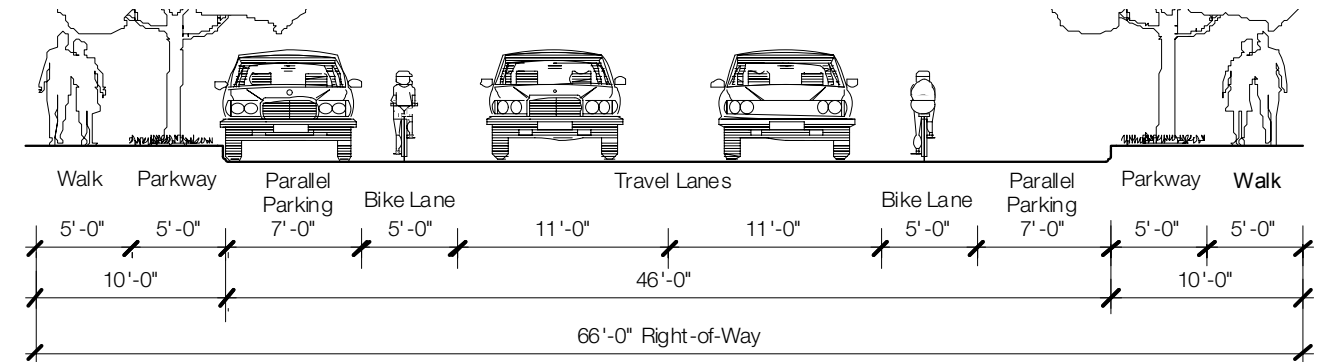 Walk Parkway Parallel Parking Bike Lane Travel Lanes Bike Lane Parallel Parking Parkway Walk
5'-0" 5'-0" 7'-0" 5'-0" 11'-0" 11'-0" 5'-0" 7'-0" 5'-0" 5'-0"
10'-0" 46'-0" 10'-0"
66'-0" Right-of-Way